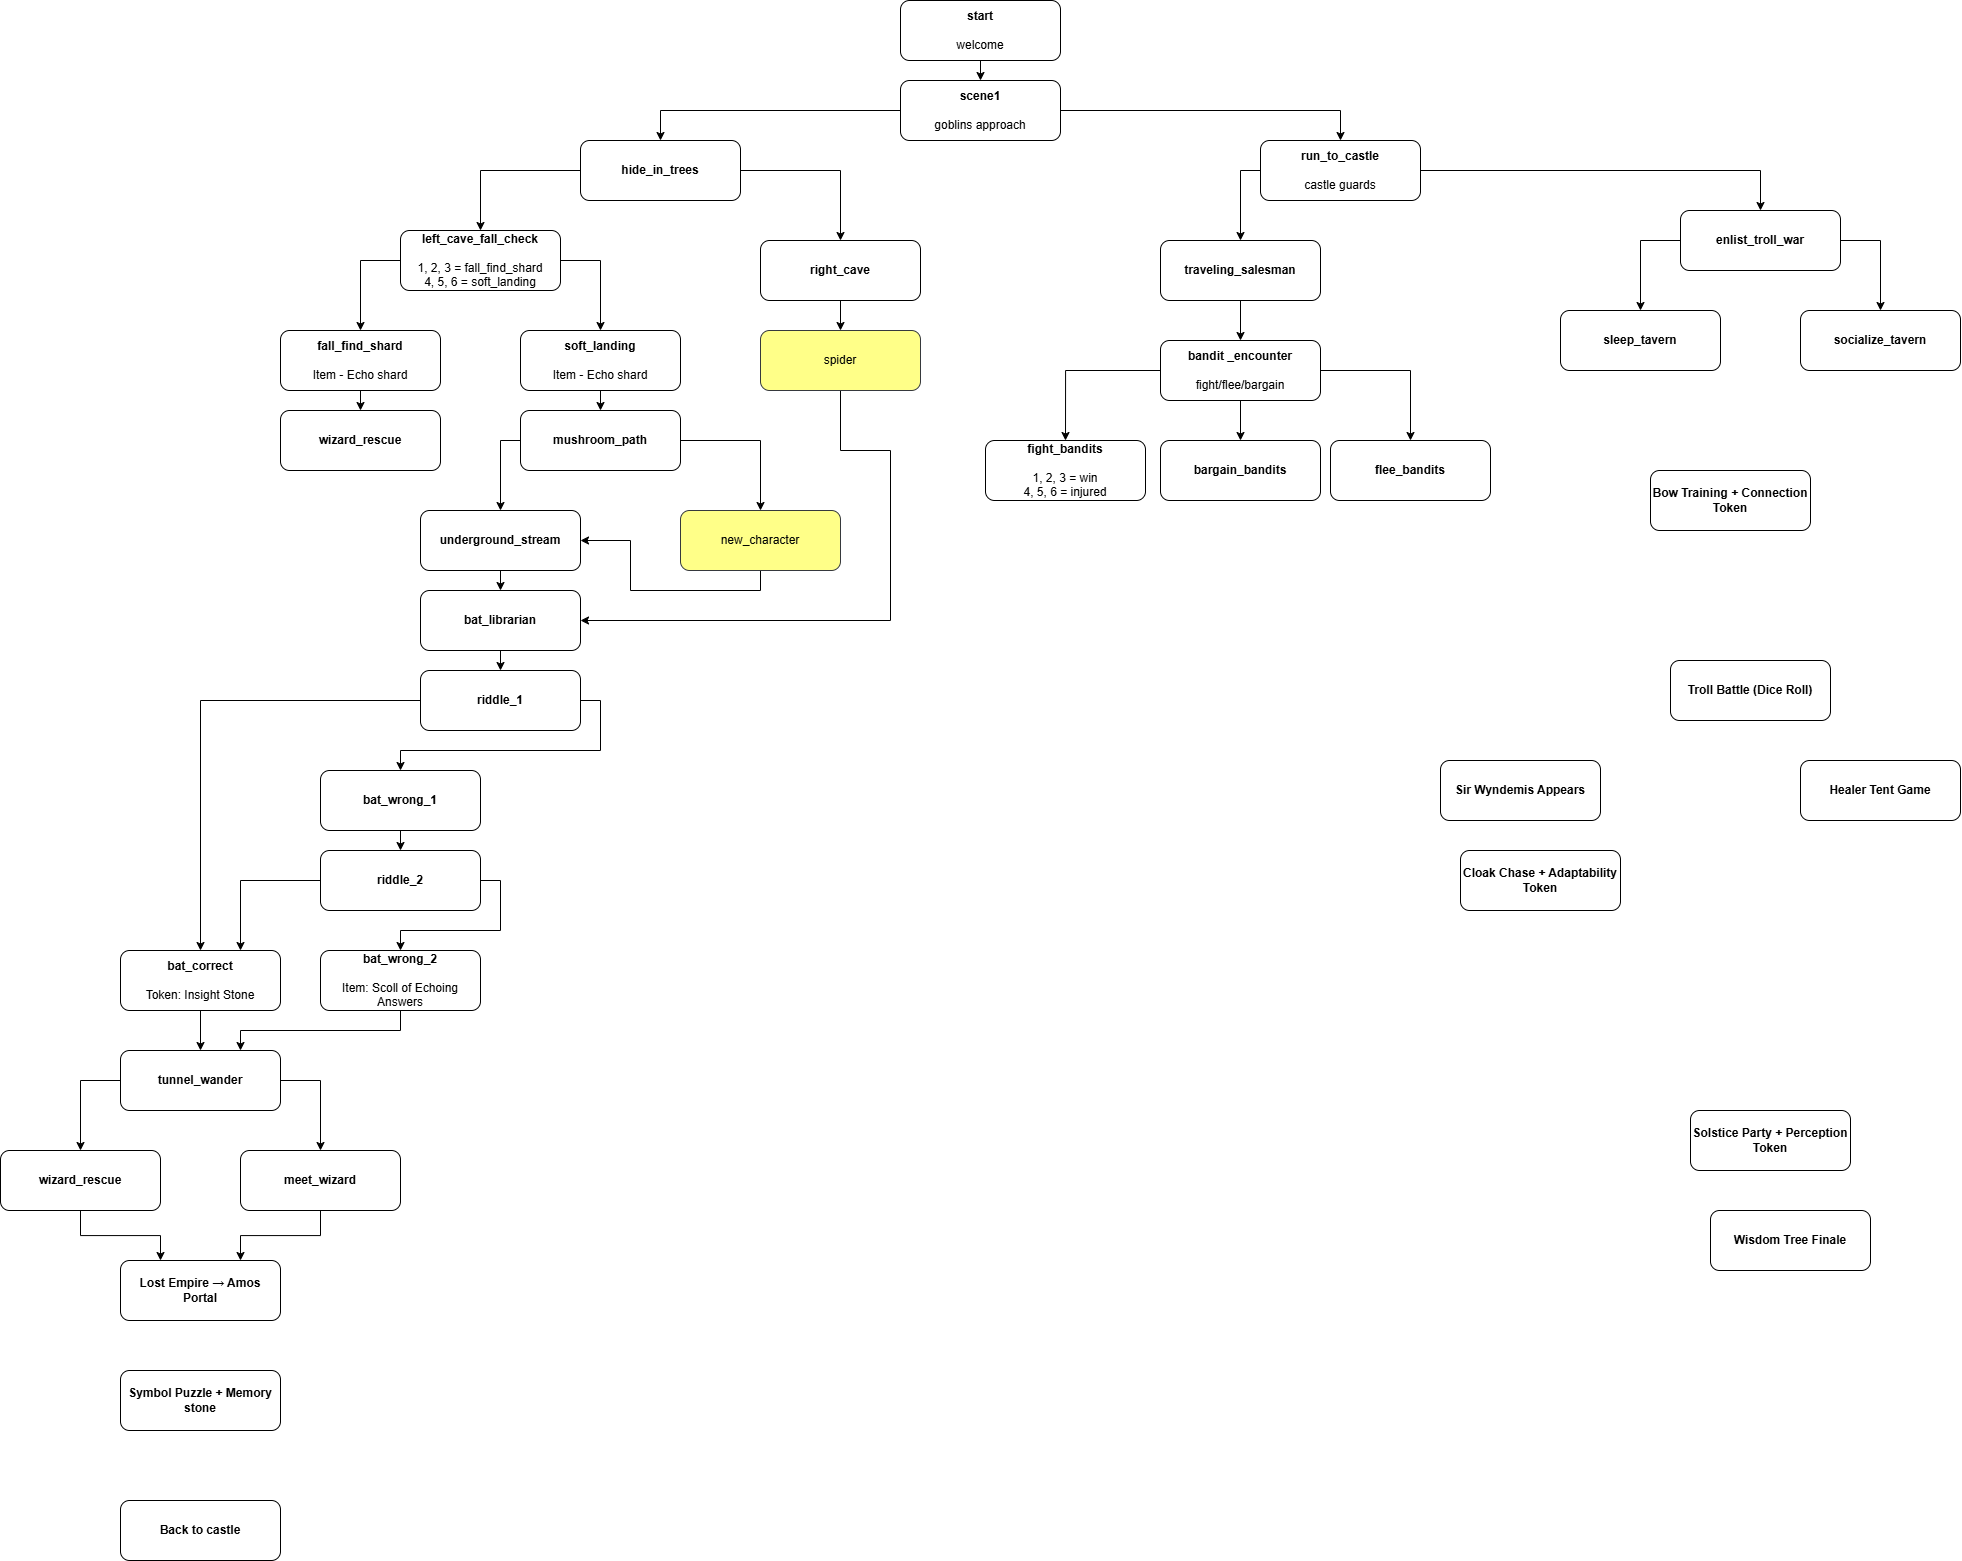 start
welcome
scene1
goblins approach
hide_in_trees
run_to_castle
castle guards
left_cave_fall_check
1, 2, 3 = fall_find_shard
4, 5, 6 = soft_landing
right_cave
traveling_salesman
enlist_troll_war
fall_find_shard
Item - Echo shard
soft_landing
Item - Echo shard
spider
bandit _encounter
fight/flee/bargain
sleep_tavern
socialize_tavern
wizard_rescue
mushroom_path
fight_bandits
1, 2, 3 = win
4, 5, 6 = injured
bargain_bandits
flee_bandits
Bow Training + Connection
Token
underground_stream
new_character
bat_librarian
riddle_1
Troll Battle (Dice Roll)
bat_wrong_1
Sir Wyndemis Appears
Healer Tent Game
riddle_2
Cloak Chase + Adaptability
Token
bat_correct
Token: Insight Stone
bat_wrong_2
Item: Scoll of Echoing
Answers
tunnel_wander
Solstice Party + Perception
Token
wizard_rescue
meet_wizard
Wisdom Tree Finale
Lost Empire → Amos
Portal
Symbol Puzzle + Memory
stone
Back to castle